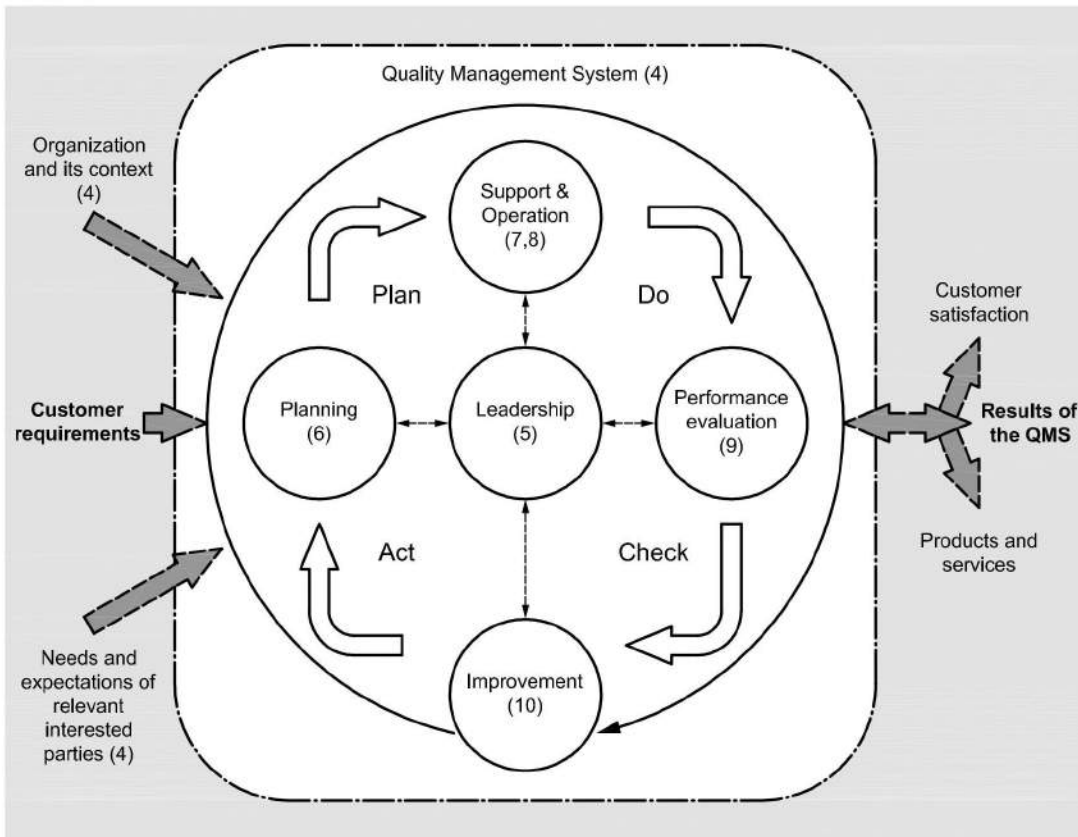 Quality Management System (4)
Organization
and its context
(4)
Support &
Operation
(7,8)
Plan
Do
Customer
satisfaction
Customer
requirements
Planning
(6)
Leadership
(5)
Performance
evaluation
(9)
Results of
the QMS
Act
Check
Products and
services
Needs and
expectations of
relevant
interested
parties (4)
Improvement
(10)